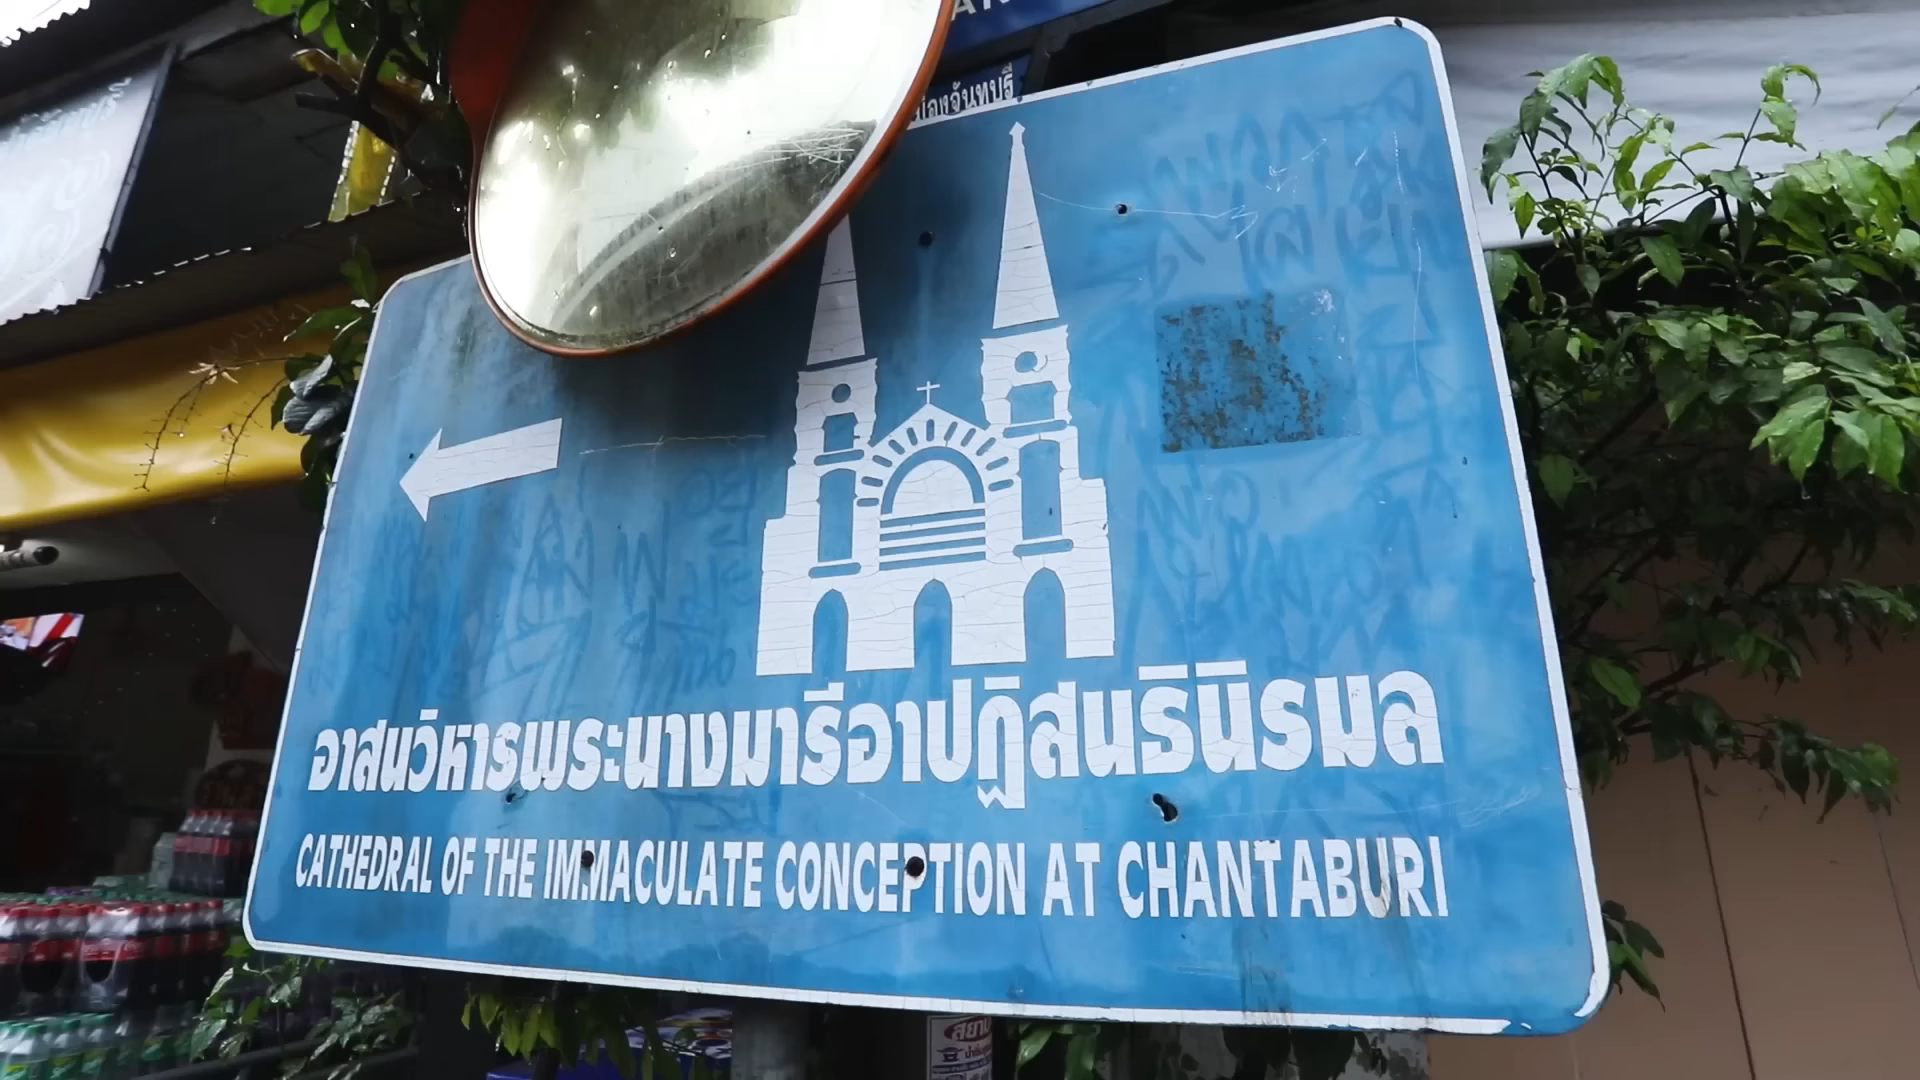 อาสนวิหารพระนางมารีอาปฏิสนธินิรมล
CATHEDRAL OF THE IMMACULATE CONCEPTION AT CHANTABURI